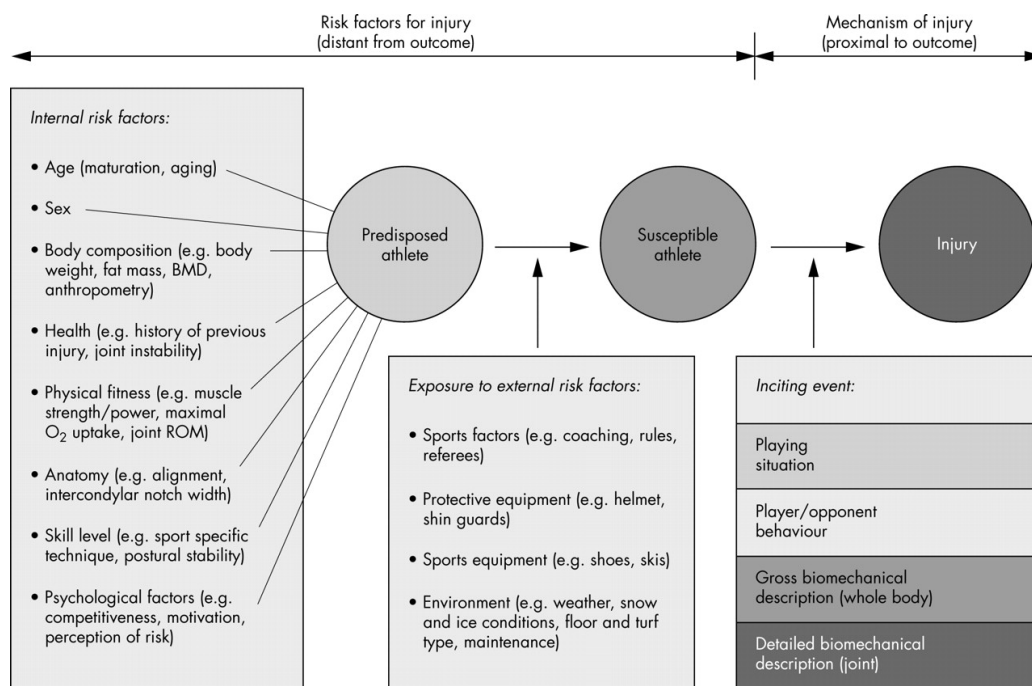 Risk factors for injury
(distant from outcome)
Mechanism of injury
(proximal to outcome)
Internal risk factors:
• Age (maturation, aging)
• Sex
• Body composition (e.g. body
weight, fat mass, BMD,
anthropometry)
• Health (e.g. history of previous
injury, joint instability)
• Physical fitness (e.g. muscle
strength/power, maximal
O₂ uptake, joint ROM)
• Anatomy (e.g. alignment,
intercondylar notch width)
• Skill level (e.g. sport specific
technique, postural stability)
• Psychological factors (e.g.
competitiveness, motivation,
perception of risk)
Predisposed
athlete
Susceptible
athlete
Injury
Exposure to external risk factors:
• Sports factors (e.g. coaching, rules,
referees)
• Protective equipment (e.g. helmet,
shin guards)
• Sports equipment (e.g. shoes, skis)
• Environment (e.g. weather, snow
and ice conditions, floor and turf
type, maintenance)
Inciting event:
Playing
situation
Player/opponent
behaviour
Gross biomechanical
description (whole body)
Detailed biomechanical
description (joint)